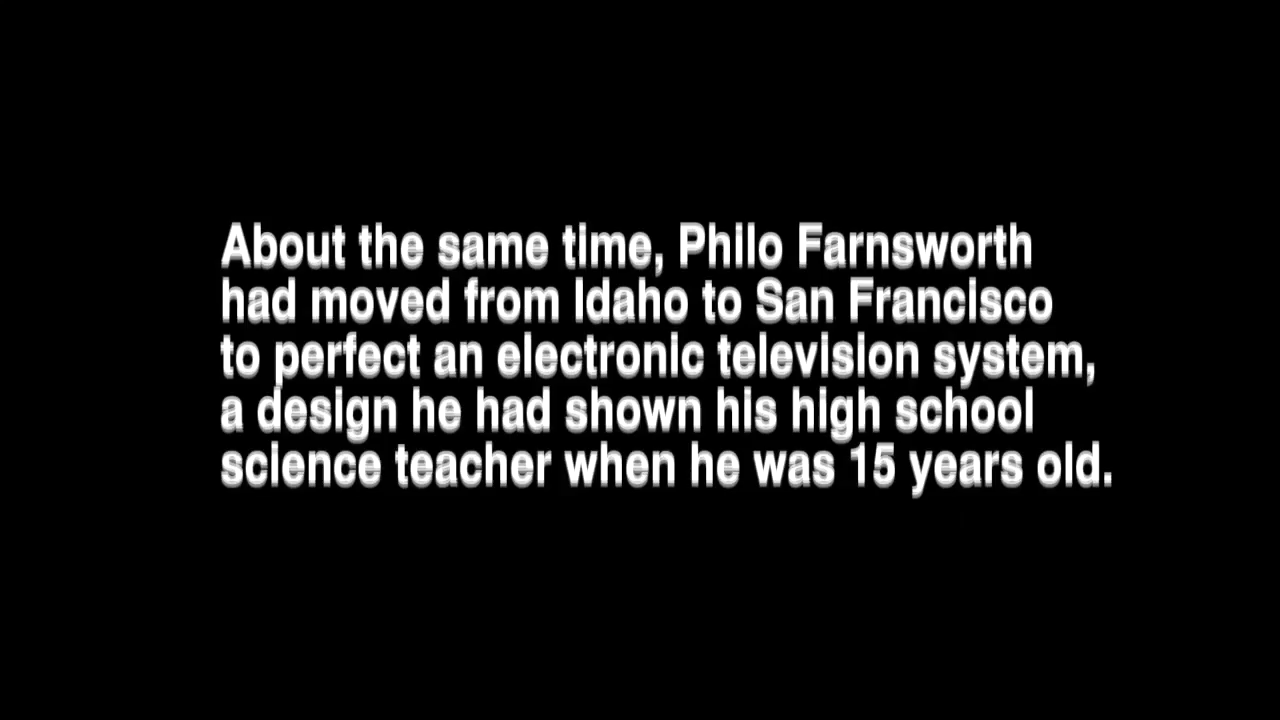 About the same time, Philo Farnsworth
had moved from Idaho to San Francisco
to perfect an electronic television system,
a design he had shown his high school
science teacher when he was 15 years old.